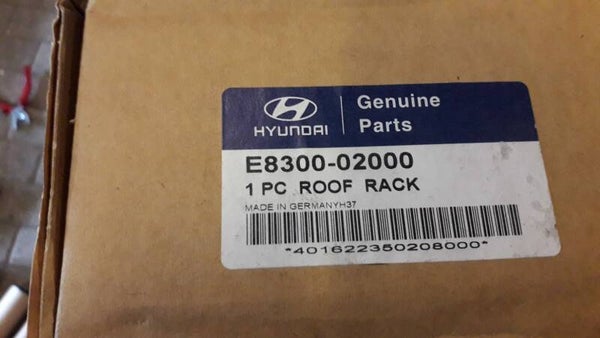 HYUNDAI
Genuine
Parts
E8300-02000
1 PC ROOF RACK
MADE IN GERMANYH37
*401622350208000*